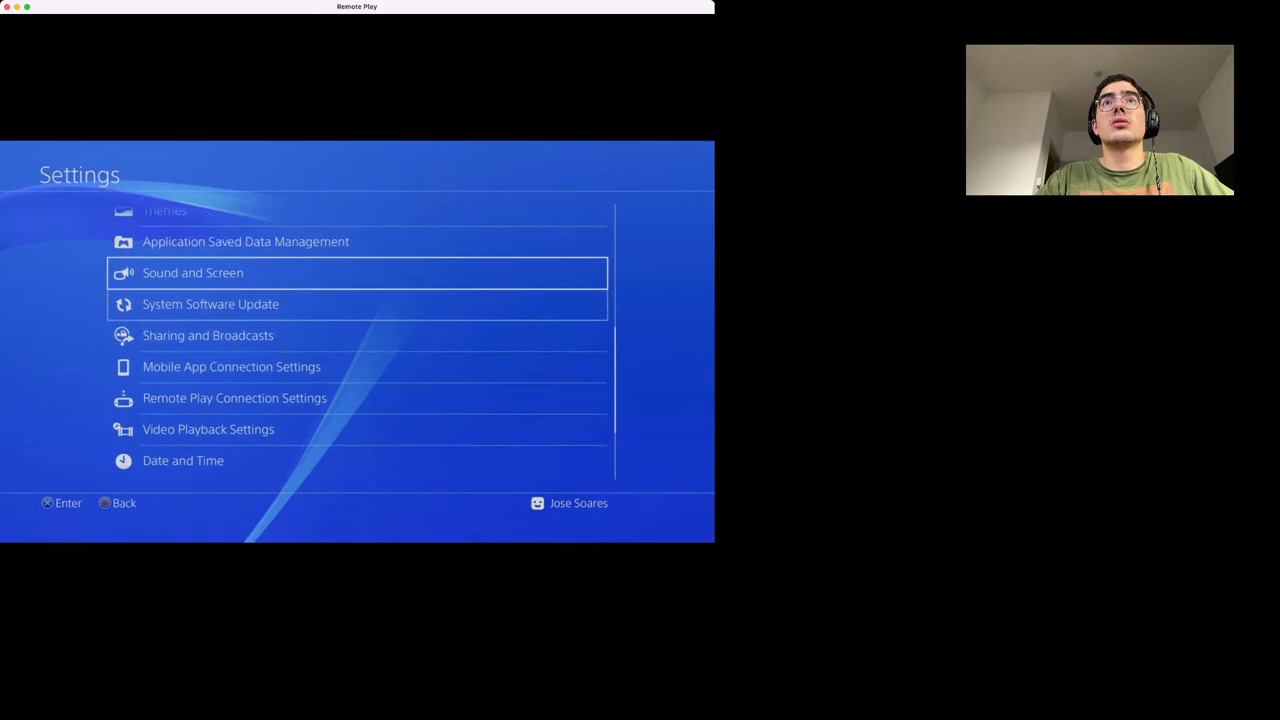 Remote Play
Settings
Themes
Application Saved Data Management
Sound and Screen
System Software Update
Sharing and Broadcasts
Mobile App Connection Settings
Remote Play Connection Settings
Video Playback Settings
Date and Time
Enter
Back
Jose Soares